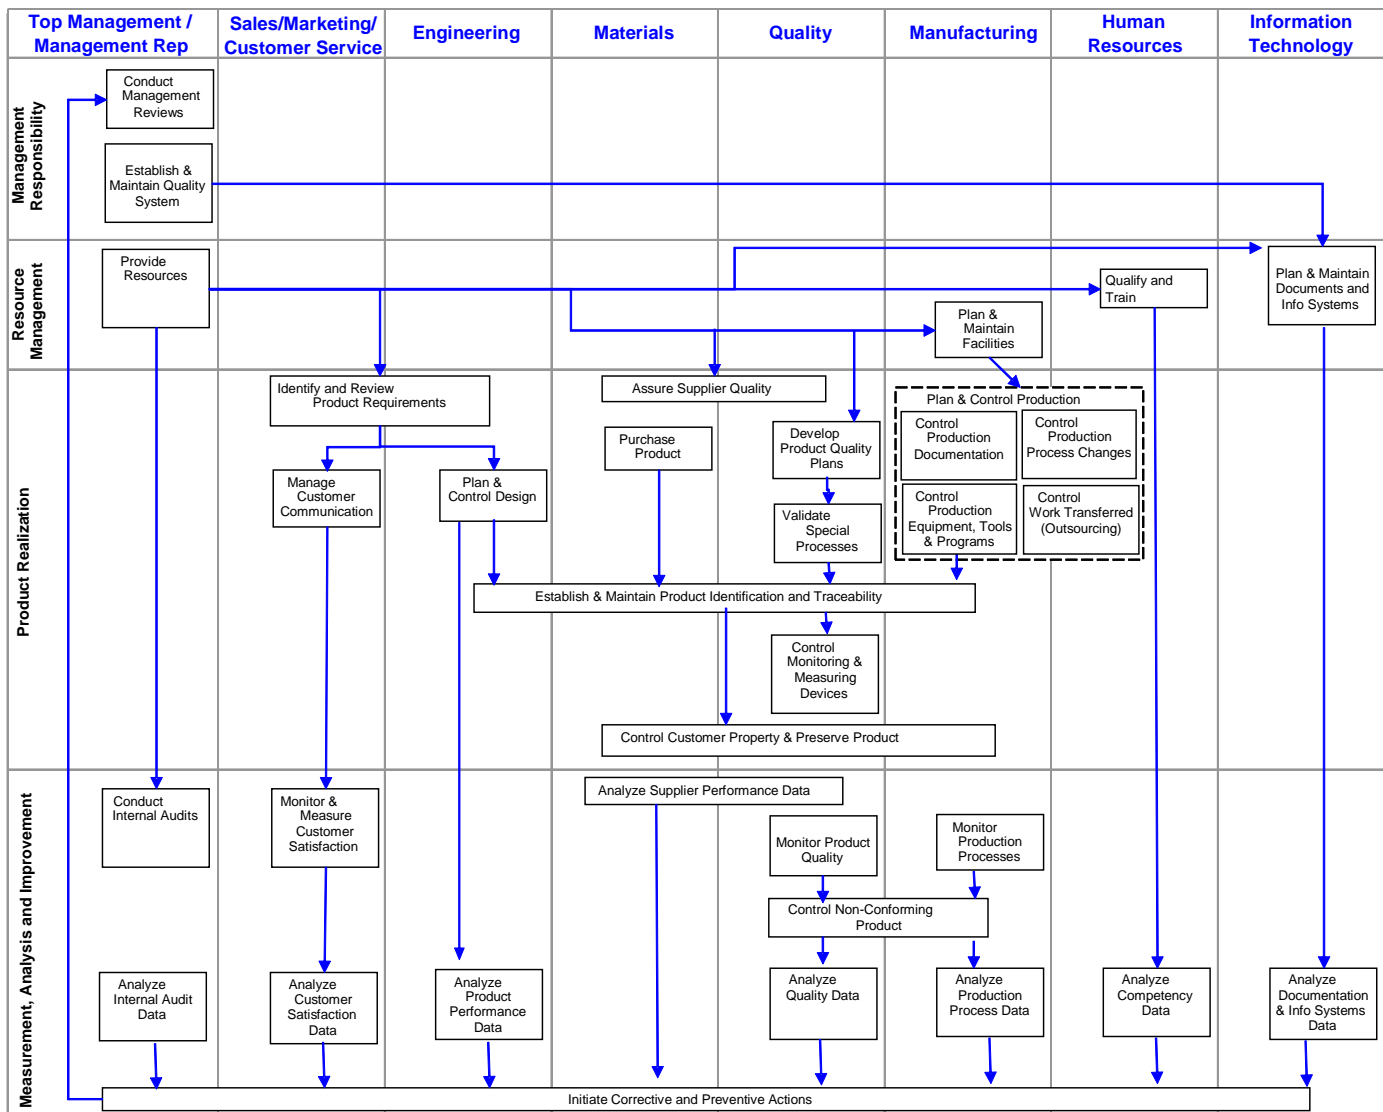 Top Management /
Management Rep
Sales/Marketing/
Customer Service
Engineering
Materials
Quality
Manufacturing
Human
Resources
Information
Technology
Management
Responsibility
Conduct
Management
Reviews
Establish &
Maintain Quality
System
Resource
Management
Provide
Resources
Qualify and
Train
Plan & Maintain
Documents and
Info Systems
Plan &
Maintain
Facilities
Product Realization
Identify and Review
Product Requirements
Assure Supplier Quality
Plan & Control Production
Control
Production
Documentation
Control
Production
Process Changes
Control
Production
Equipment, Tools
& Programs
Control
Work Transferred
(Outsourcing)
Purchase
Product
Develop
Product Quality
Plans
Manage
Customer
Communication
Plan &
Control Design
Validate
Special
Processes
Establish & Maintain Product Identification and Traceability
Control
Monitoring &
Measuring
Devices
Control Customer Property & Preserve Product
Measurement, Analysis and Improvement
Conduct
Internal Audits
Monitor &
Measure
Customer
Satisfaction
Analyze Supplier Performance Data
Monitor Product
Quality
Monitor
Production
Processes
Control Non-Conforming
Product
Analyze
Internal Audit
Data
Analyze
Customer
Satisfaction
Data
Analyze
Product
Performance
Data
Analyze
Quality Data
Analyze
Production
Process Data
Analyze
Competency
Data
Analyze
Documentation
& Info Systems
Data
Initiate Corrective and Preventive Actions